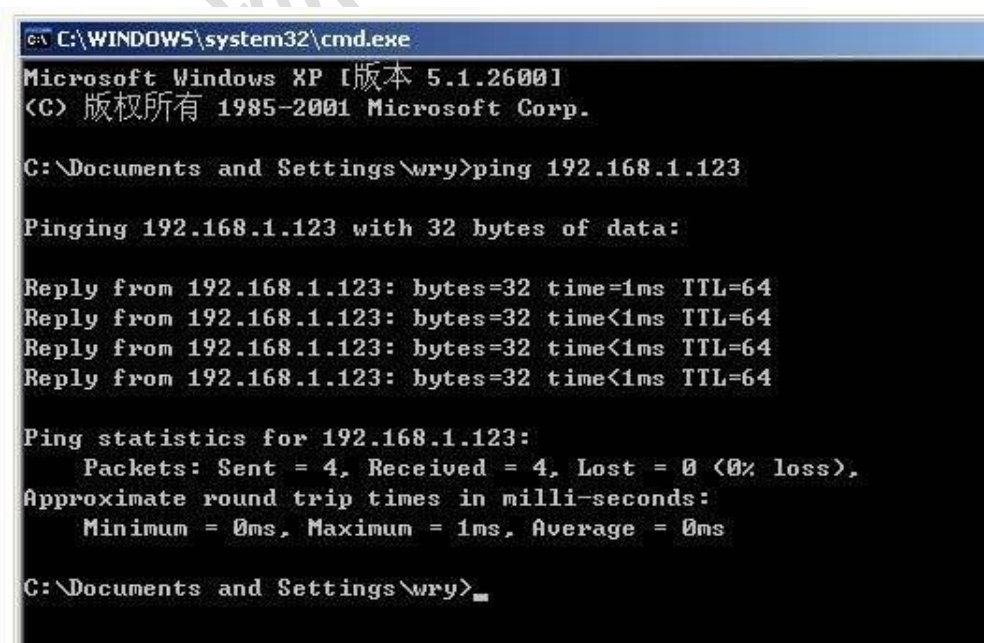 C:\WINDOWS\system32\cmd.exe
Microsoft Windows XP [版本 5.1.2600]
(C) 版权所有 1985-2001 Microsoft Corp.
C:\Documents and Settings\wry>ping 192.168.1.123
Pinging 192.168.1.123 with 32 bytes of data:
Reply from 192.168.1.123: bytes=32 time=1ms TTL=64
Reply from 192.168.1.123: bytes=32 time<1ms TTL=64
Reply from 192.168.1.123: bytes=32 time<1ms TTL=64
Reply from 192.168.1.123: bytes=32 time<1ms TTL=64
Ping statistics for 192.168.1.123:
Packets: Sent = 4, Received = 4, Lost = 0 (0% loss),
Approximate round trip times in milli-seconds:
Minimum = 0ms, Maximum = 1ms, Average = 0ms
C:\Documents and Settings\wry>